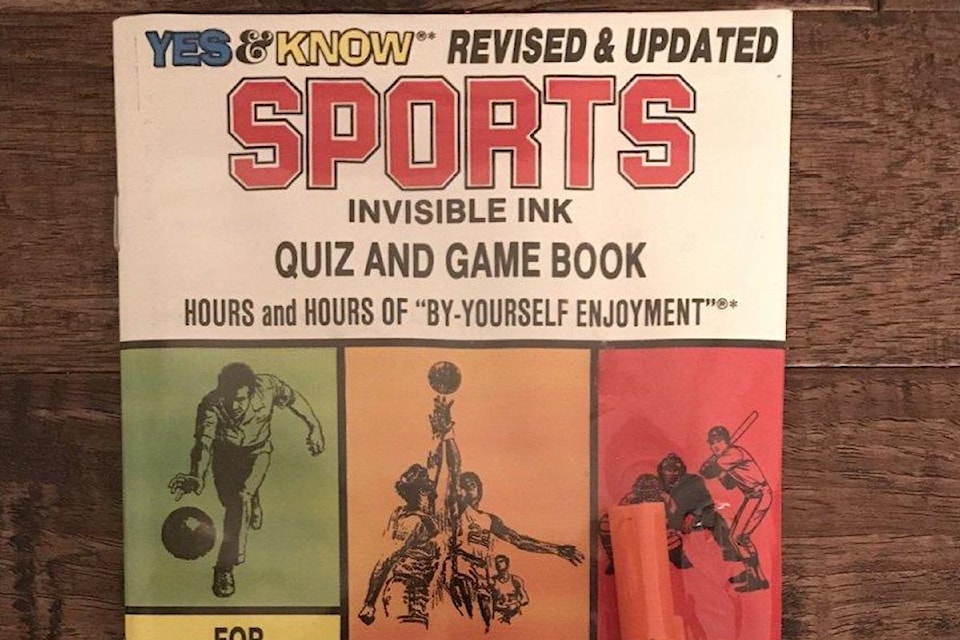 YES & KNOW®* REVISED & UPDATED
SPORTS
INVISIBLE INK
QUIZ AND GAME BOOK
HOURS and HOURS OF "BY-YOURSELF ENJOYMENT"®*
FOR